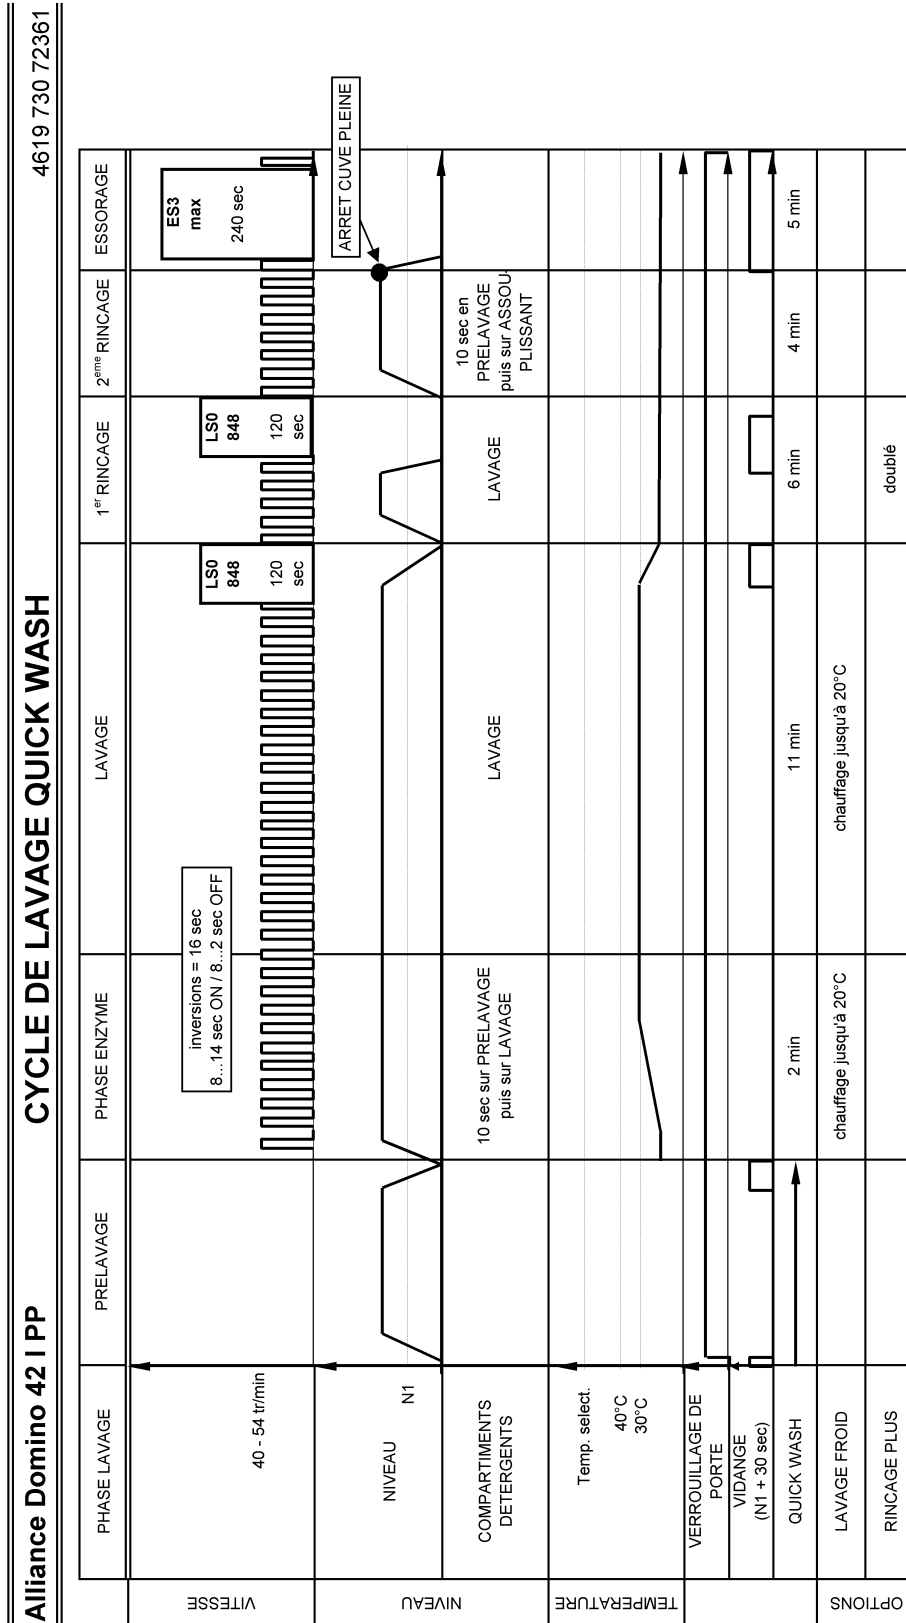 Alliance Domino 42 I PP
CYCLE DE LAVAGE QUICK WASH
4619 730 72361
PHASE LAVAGE
PRELAVAGE
PHASE ENZYME
LAVAGE
1er RINCAGE
2eme RINCAGE
ESSORAGE
VITESSE
40 - 54 tr/min
inversions = 16 sec
8...14 sec ON / 8...2 sec OFF
LS0
848
120
sec
LS0
848
120
sec
ES3
max
240 sec
NIVEAU
NIVEAU
N1
ARRET CUVE PLEINE
COMPARTIMENTS
DETERGENTS
10 sec sur PRELAVAGE
puis sur LAVAGE
LAVAGE
LAVAGE
10 sec en
PRELAVAGE
puis sur ASSOU-
PLISSANT
TEMPERATURE
Temp. select.
40°C
30°C
VERROUILLAGE DE
PORTE
VIDANGE
(N1 + 30 sec)
QUICK WASH
2 min
11 min
6 min
4 min
5 min
OPTIONS
LAVAGE FROID
chauffage jusqu'à 20°C
chauffage jusqu'à 20°C
RINCAGE PLUS
doublé